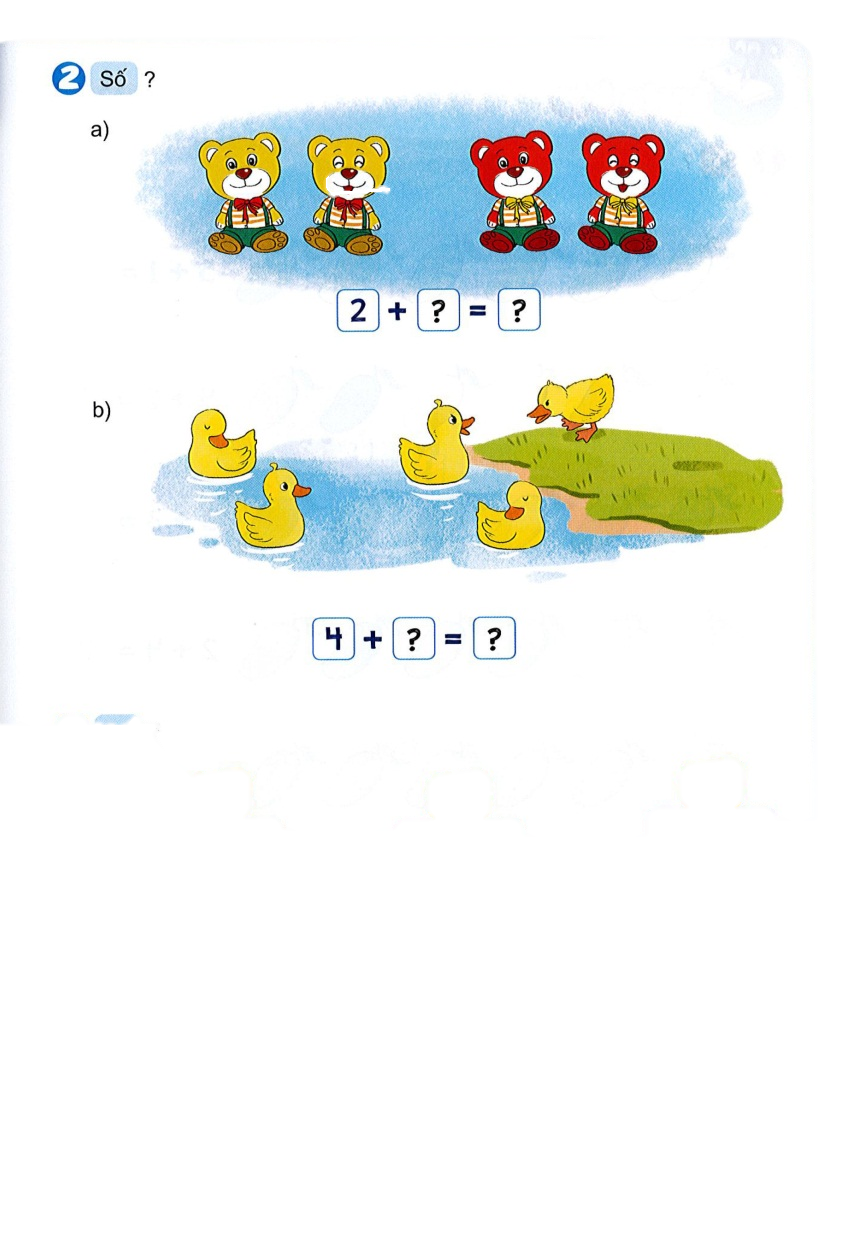 2 Số ?
a)
2 + ? = ?
b)
4 + ? = ?